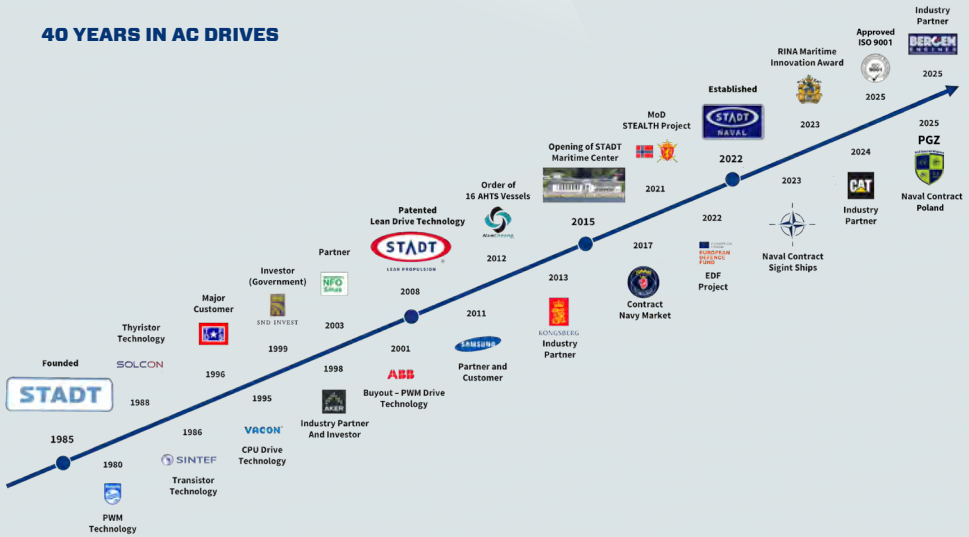 40 YEARS IN AC DRIVES
Founded
STADT
1985
1980
PWM
Technology
Thyristor
Technology
SOLCON
1988
1986
SINTEF
Transistor
Technology
Major
Customer
1996
1995
VACON
CPU Drive
Technology
Investor
(Government)
SND INVEST
1999
1998
AKER
Industry Partner
And Investor
Partner
NFO
2003
2001
ABB
Buyout – PWM Drive
Technology
Patented
Lean Drive Technology
STADT
LEAN PROPULSION
2008
2011
SAMSUNG
Partner and
Customer
Order of
16 AHTS Vessels
2012
2013
KONGSBERG
Industry
Partner
Opening of STADT
Maritime Center
2015
2017
Contract
Navy Market
MoD
STEALTH Project
2021
2022
EUROPEAN
DEFENCE
FUND
EDF
Project
Established
STADT
NAVAL
2022
2023
Naval Contract
Sigint Ships
RINA Maritime
Innovation Award
2023
2024
CAT
Industry
Partner
Approved
ISO 9001
ISO
9001
2025
2025
PGZ
Naval Contract
Poland
Industry
Partner
BERGEN
ENGINES
2025